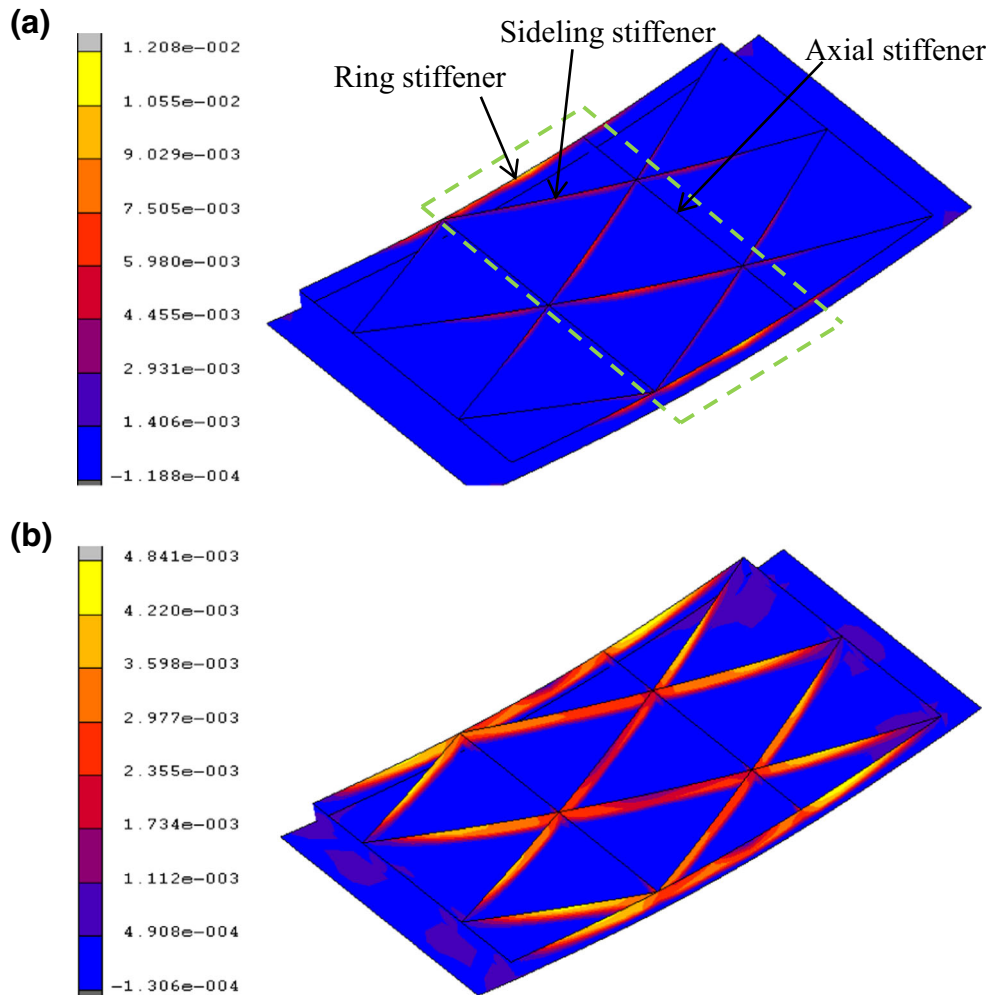 (a)
1.208e-002
1.055e-002
9.029e-003
7.505e-003
5.980e-003
4.455e-003
2.931e-003
1.406e-003
-1.188e-004
Sideling stiffener
Axial stiffener
Ring stiffener
(b)
4.841e-003
4.220e-003
3.598e-003
2.977e-003
2.355e-003
1.734e-003
1.112e-003
4.908e-004
-1.306e-004